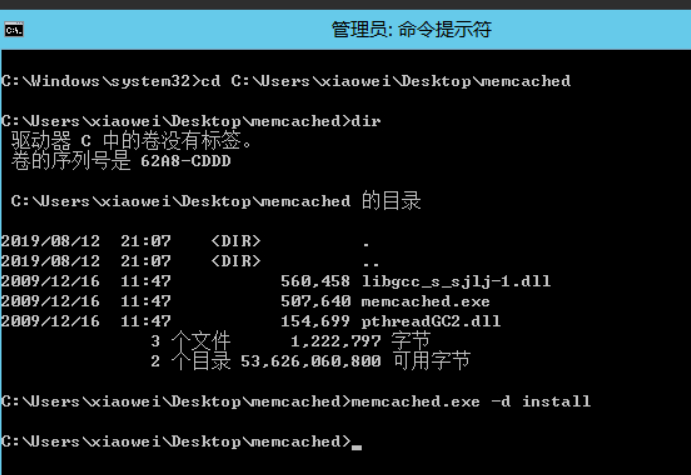 管理员: 命令提示符
C:\Windows\system32>cd C:\Users\xiaowei\Desktop\memcached
C:\Users\xiaowei\Desktop\memcached>dir
驱动器 C 中的卷没有标签。
卷的序列号是 62A8-CDDD
C:\Users\xiaowei\Desktop\memcached 的目录
2019/08/12  21:07    <DIR>          .
2019/08/12  21:07    <DIR>          ..
2009/12/16  11:47           560,458 libgcc_s_sjlj-1.dll
2009/12/16  11:47           507,640 memcached.exe
2009/12/16  11:47           154,699 pthreadGC2.dll
3 个文件      1,222,797 字节
2 个目录 53,626,060,800 可用字节
C:\Users\xiaowei\Desktop\memcached>memcached.exe -d install
C:\Users\xiaowei\Desktop\memcached>_